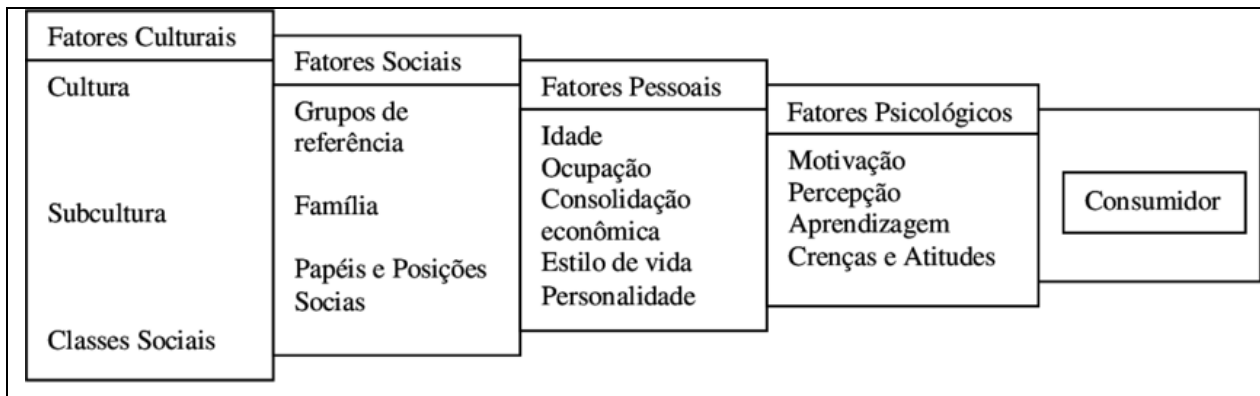 Fatores Culturais
Cultura
Subcultura
Classes Sociais
Fatores Sociais
Grupos de
referência
Família
Papéis e Posições
Socias
Fatores Pessoais
Idade
Ocupação
Consolidação
econômica
Estilo de vida
Personalidade
Fatores Psicológicos
Motivação
Percepção
Aprendizagem
Crenças e Atitudes
Consumidor